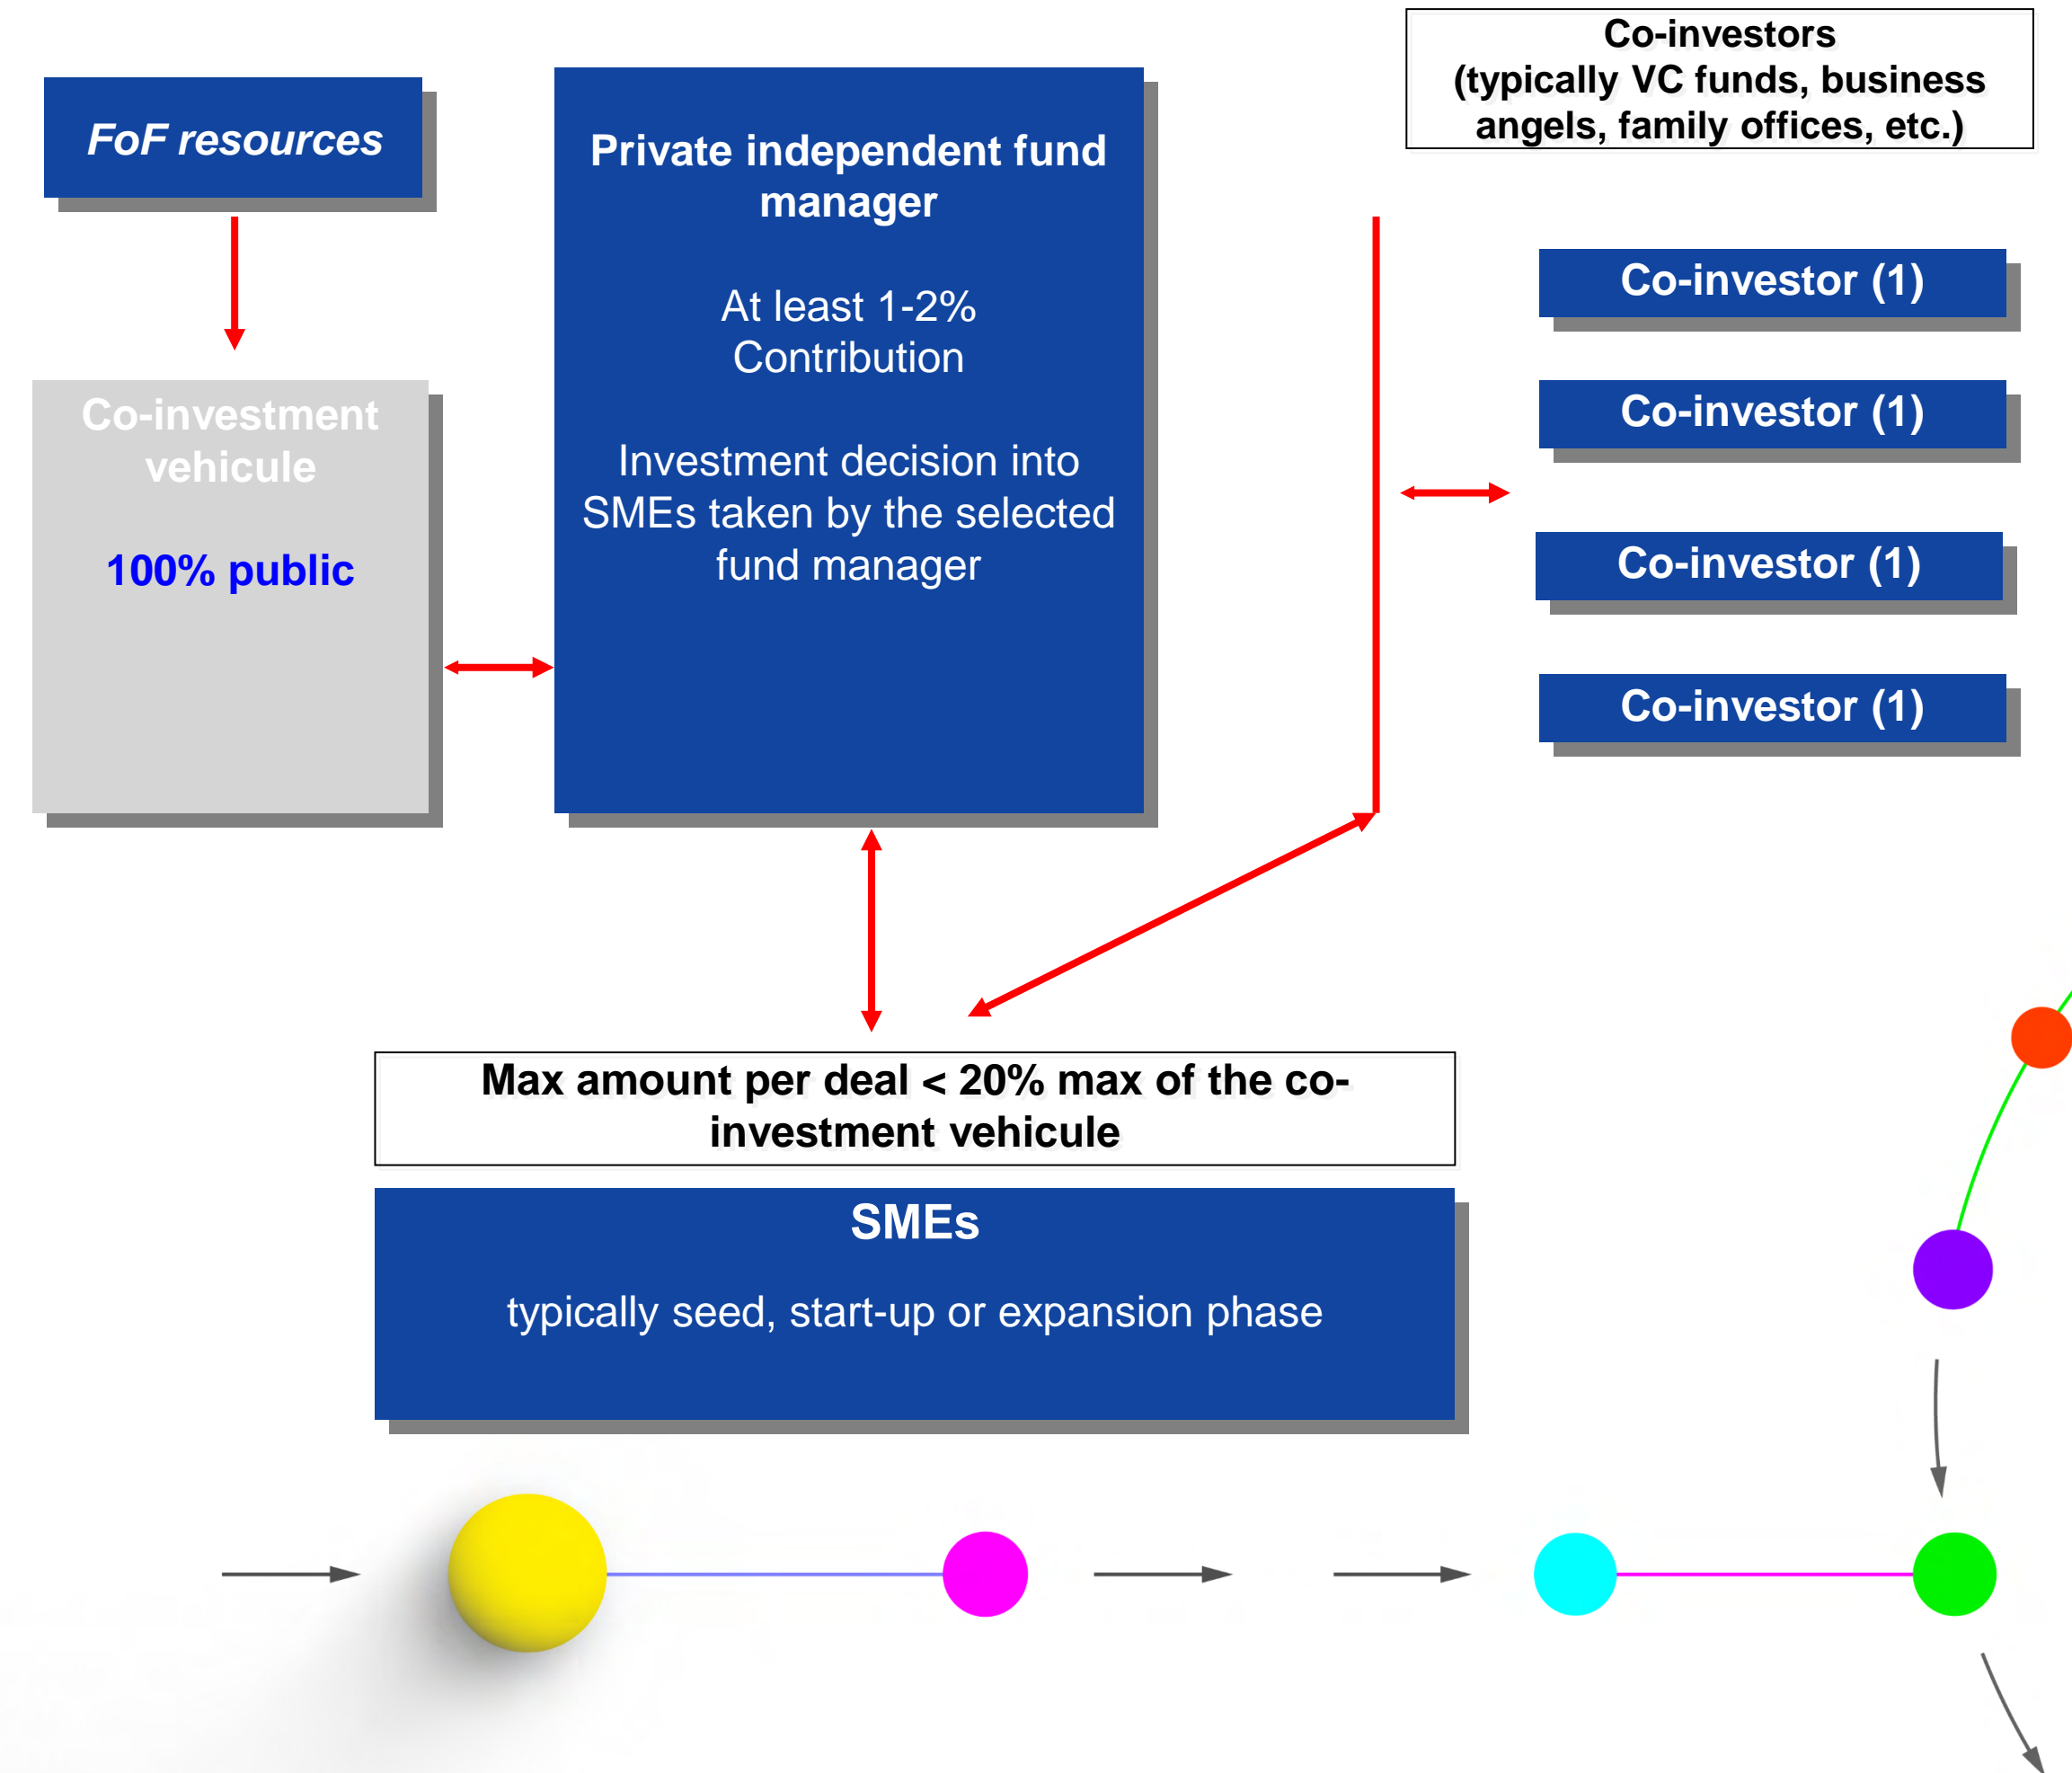 FoF resources
Co-investment
vehicule
100% public
Private independent fund
manager
At least 1-2%
Contribution
Investment decision into
SMEs taken by the selected
fund manager
Co-investors
(typically VC funds, business
angels, family offices, etc.)
Co-investor (1)
Co-investor (1)
Co-investor (1)
Co-investor (1)
Max amount per deal < 20% max of the co-
investment vehicule
SMEs
typically seed, start-up or expansion phase